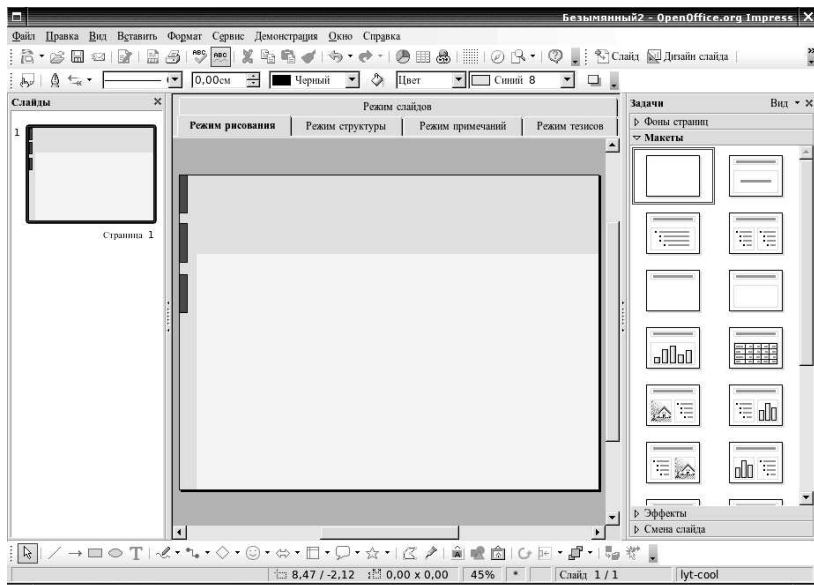 Безымянный2 - OpenOffice.org Impress
Файл Правка Вид Вставить Формат Сервис Демонстрация Окно Справка
Слайд Дизайн слайда
0,00см Черный Цвет Синий 8
Слайды
1
Страница 1
Режим слайдов
Режим рисования Режим структуры Режим примечаний Режим тезисов
Задачи Вид
Фоны страниц
Макеты
Эффекты
Смена слайда
8,47 / -2,12 0,00 x 0,00 45% * Слайд 1 / 1 lyt-cool